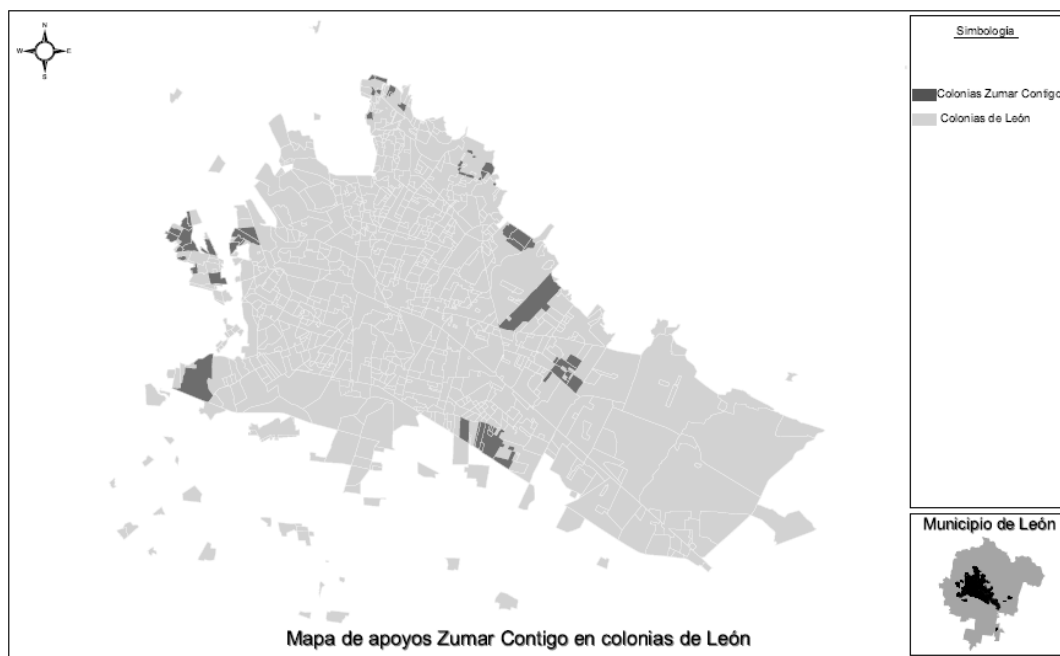 N
W E
S
Simbología
Colonias Zumar Contigo
Colonias de León
Municipio de León
Mapa de apoyos Zumar Contigo en colonias de León